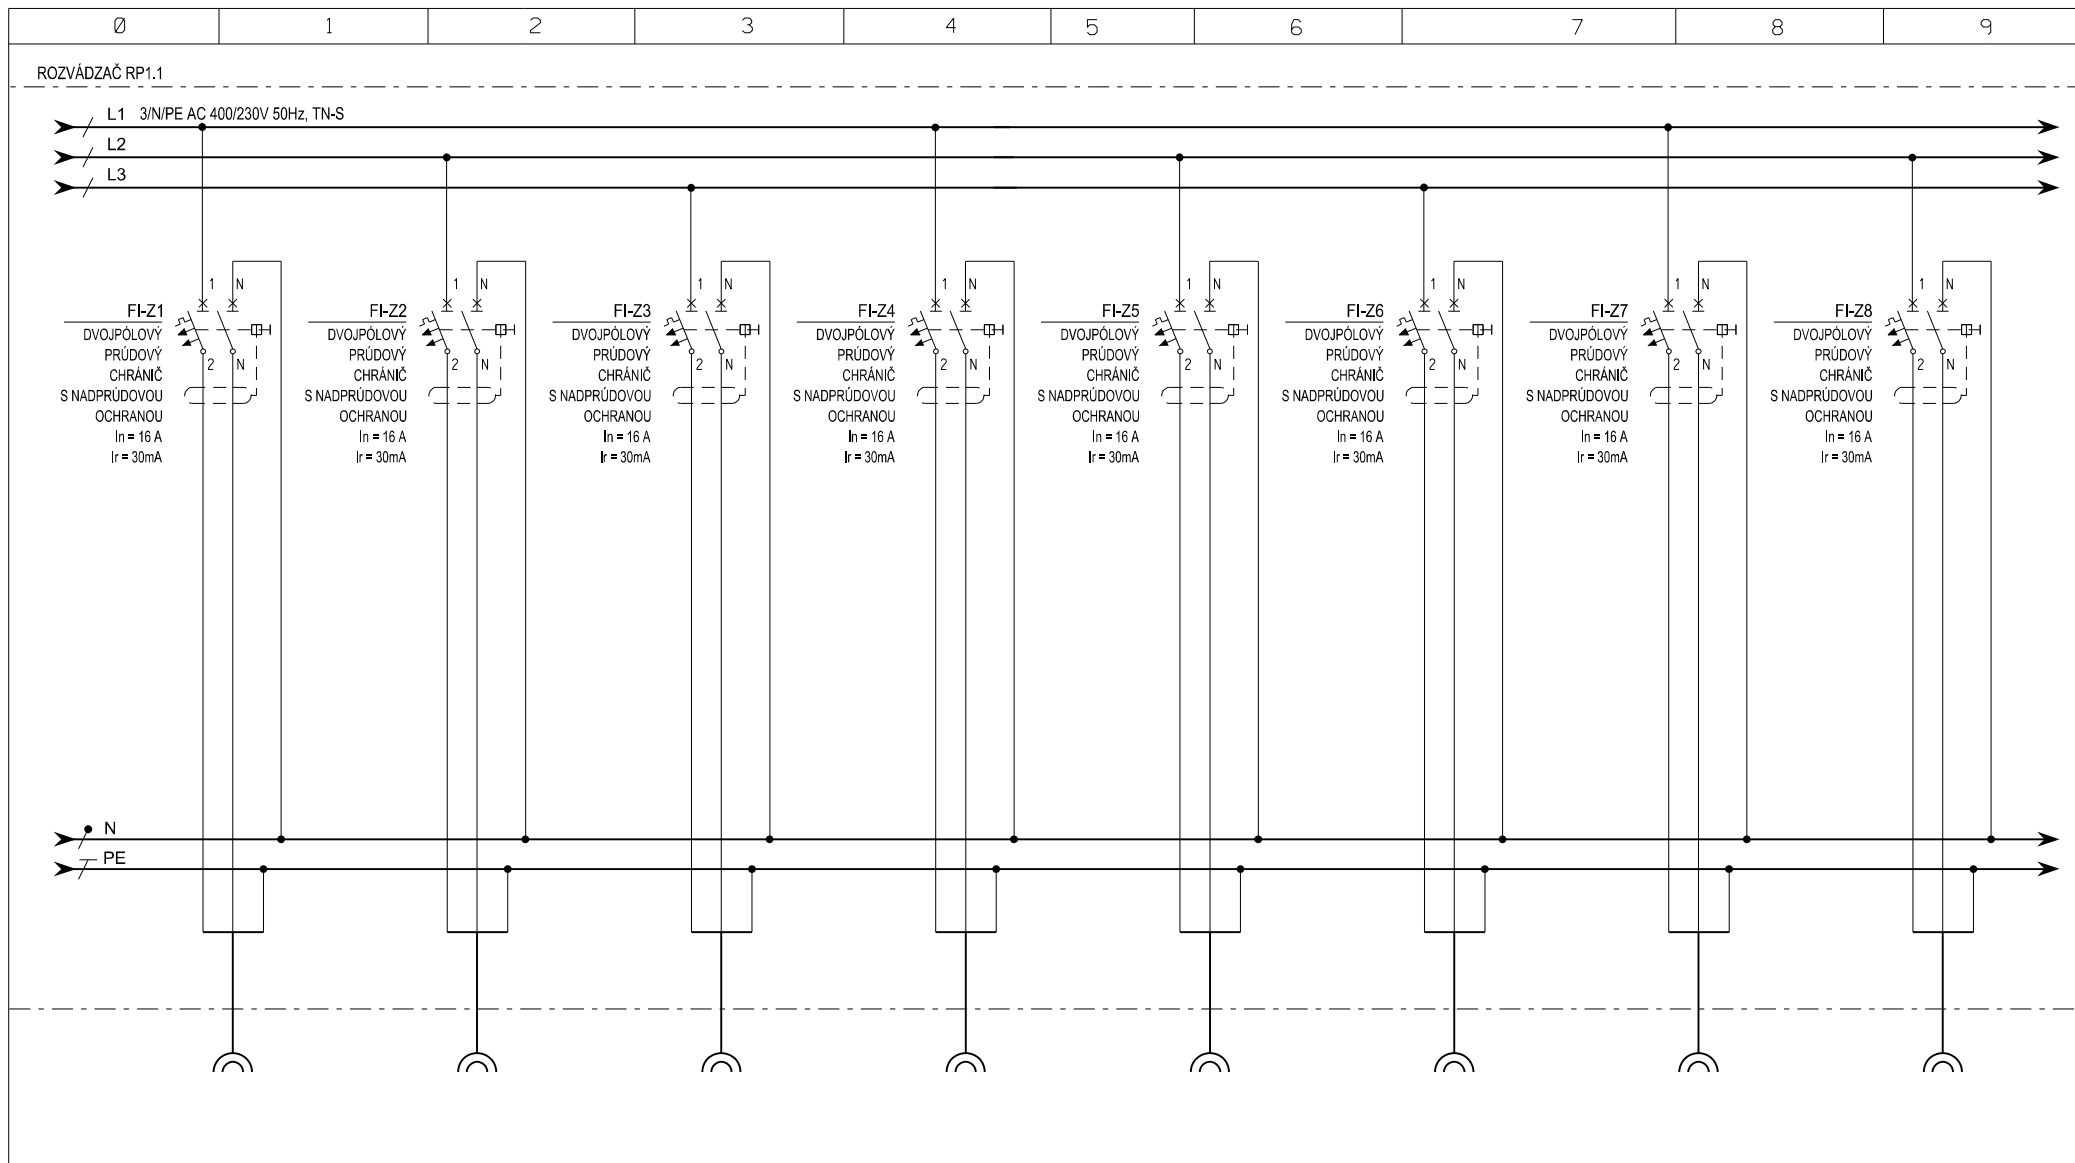 Ø 1 2 3 4 5 6 7 8 9
ROZVÁDZAČ RP1.1
L1 3/N/PE AC 400/230V 50Hz, TN-S
L2
L3
1 N 1 N 1 N 1 N 1 N 1 N 1 N 1 N
FI-Z1 FI-Z2 FI-Z3 FI-Z4 FI-Z5 FI-Z6 FI-Z7 FI-Z8
DVOJPÓLOVÝ DVOJPÓLOVÝ DVOJPÓLOVÝ DVOJPÓLOVÝ DVOJPÓLOVÝ DVOJPÓLOVÝ DVOJPÓLOVÝ DVOJPÓLOVÝ
PRÚDOVÝ PRÚDOVÝ PRÚDOVÝ PRÚDOVÝ PRÚDOVÝ PRÚDOVÝ PRÚDOVÝ PRÚDOVÝ
2 N 2 N 2 N 2 N 2 N 2 N 2 N 2 N
CHRÁNIČ CHRÁNIČ CHRÁNIČ CHRÁNIČ CHRÁNIČ CHRÁNIČ CHRÁNIČ CHRÁNIČ
S NADPRÚDOVOU S NADPRÚDOVOU S NADPRÚDOVOU S NADPRÚDOVOU S NADPRÚDOVOU S NADPRÚDOVOU S NADPRÚDOVOU S NADPRÚDOVOU
OCHRANOU OCHRANOU OCHRANOU OCHRANOU OCHRANOU OCHRANOU OCHRANOU OCHRANOU
In = 16 A In = 16 A In = 16 A In = 16 A In = 16 A In = 16 A In = 16 A In = 16 A
Ir = 30mA Ir = 30mA Ir = 30mA Ir = 30mA Ir = 30mA Ir = 30mA Ir = 30mA Ir = 30mA
N
PE